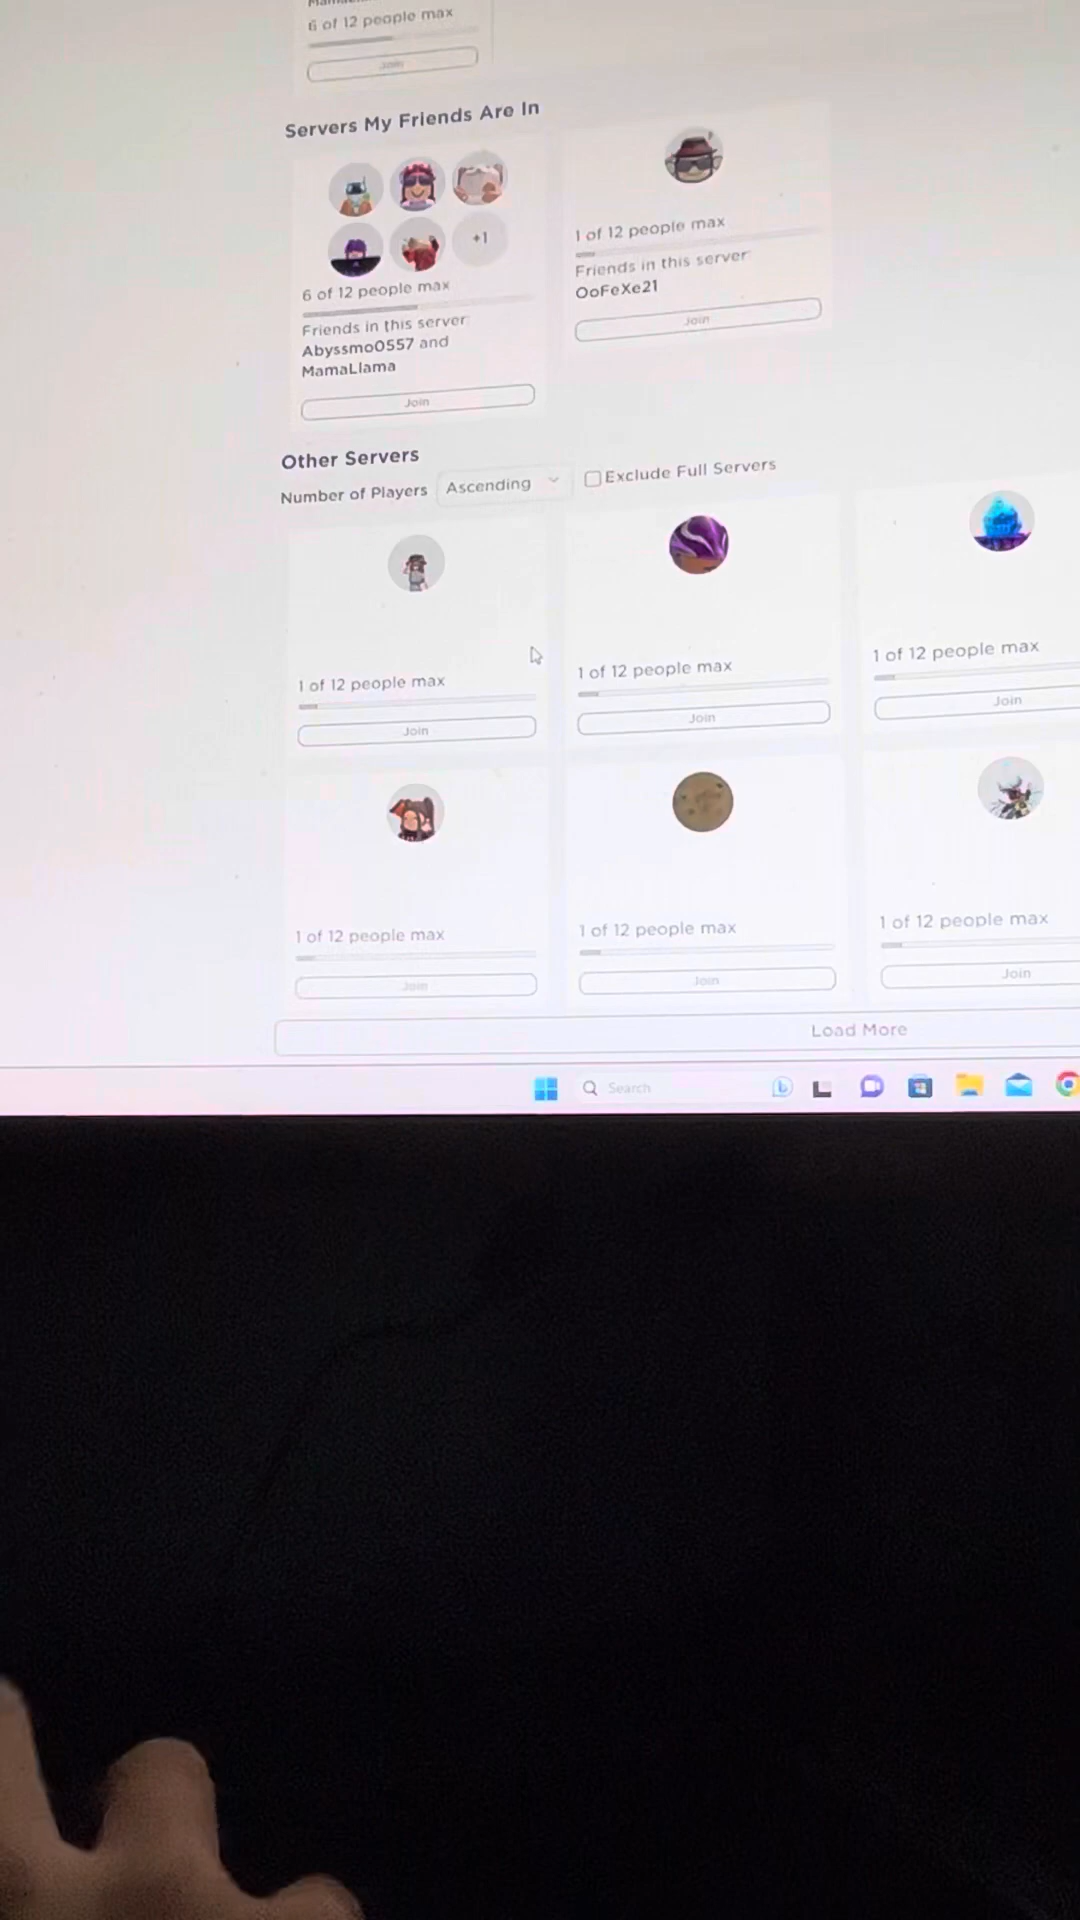 6 of 12 people max
Join
Servers My Friends Are In
+1
6 of 12 people max
Friends in this server
Abyssmo0557 and
MamaLlama
Join
1 of 12 people max
Friends in this server
OoFeXe21
Join
Other Servers
Number of Players Ascending Exclude Full Servers
1 of 12 people max
Join
1 of 12 people max
Join
1 of 12 people max
Join
1 of 12 people max
Join
1 of 12 people max
Join
1 of 12 people max
Join
Load More
Search